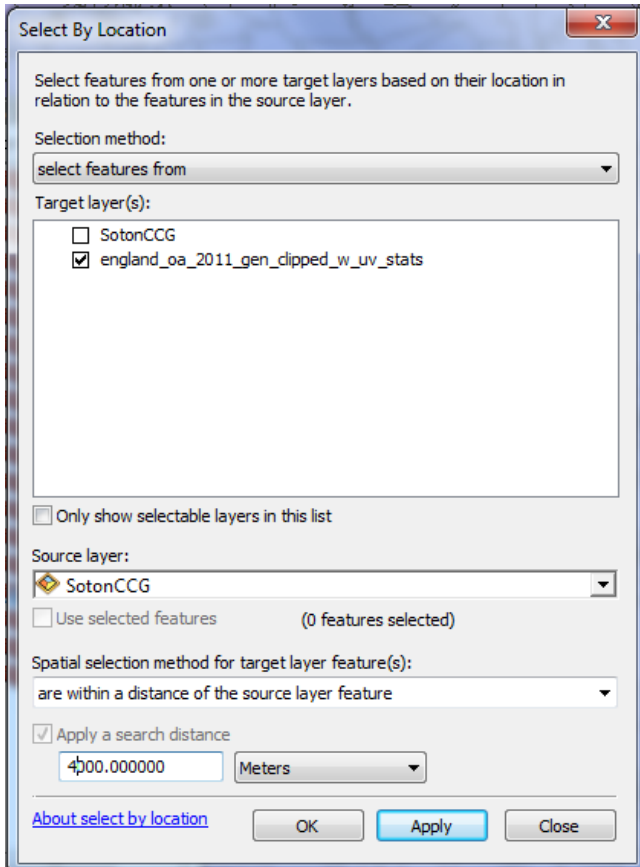 Select By Location
X
Select features from one or more target layers based on their location in
relation to the features in the source layer.
Selection method:
select features from
Target layer(s):
SotonCCG
england_oa_2011_gen_clipped_w_uv_stats
Only show selectable layers in this list
Source layer:
SotonCCG
Use selected features (0 features selected)
Spatial selection method for target layer feature(s):
are within a distance of the source layer feature
Apply a search distance
4000.000000 Meters
About select by location OK Apply Close